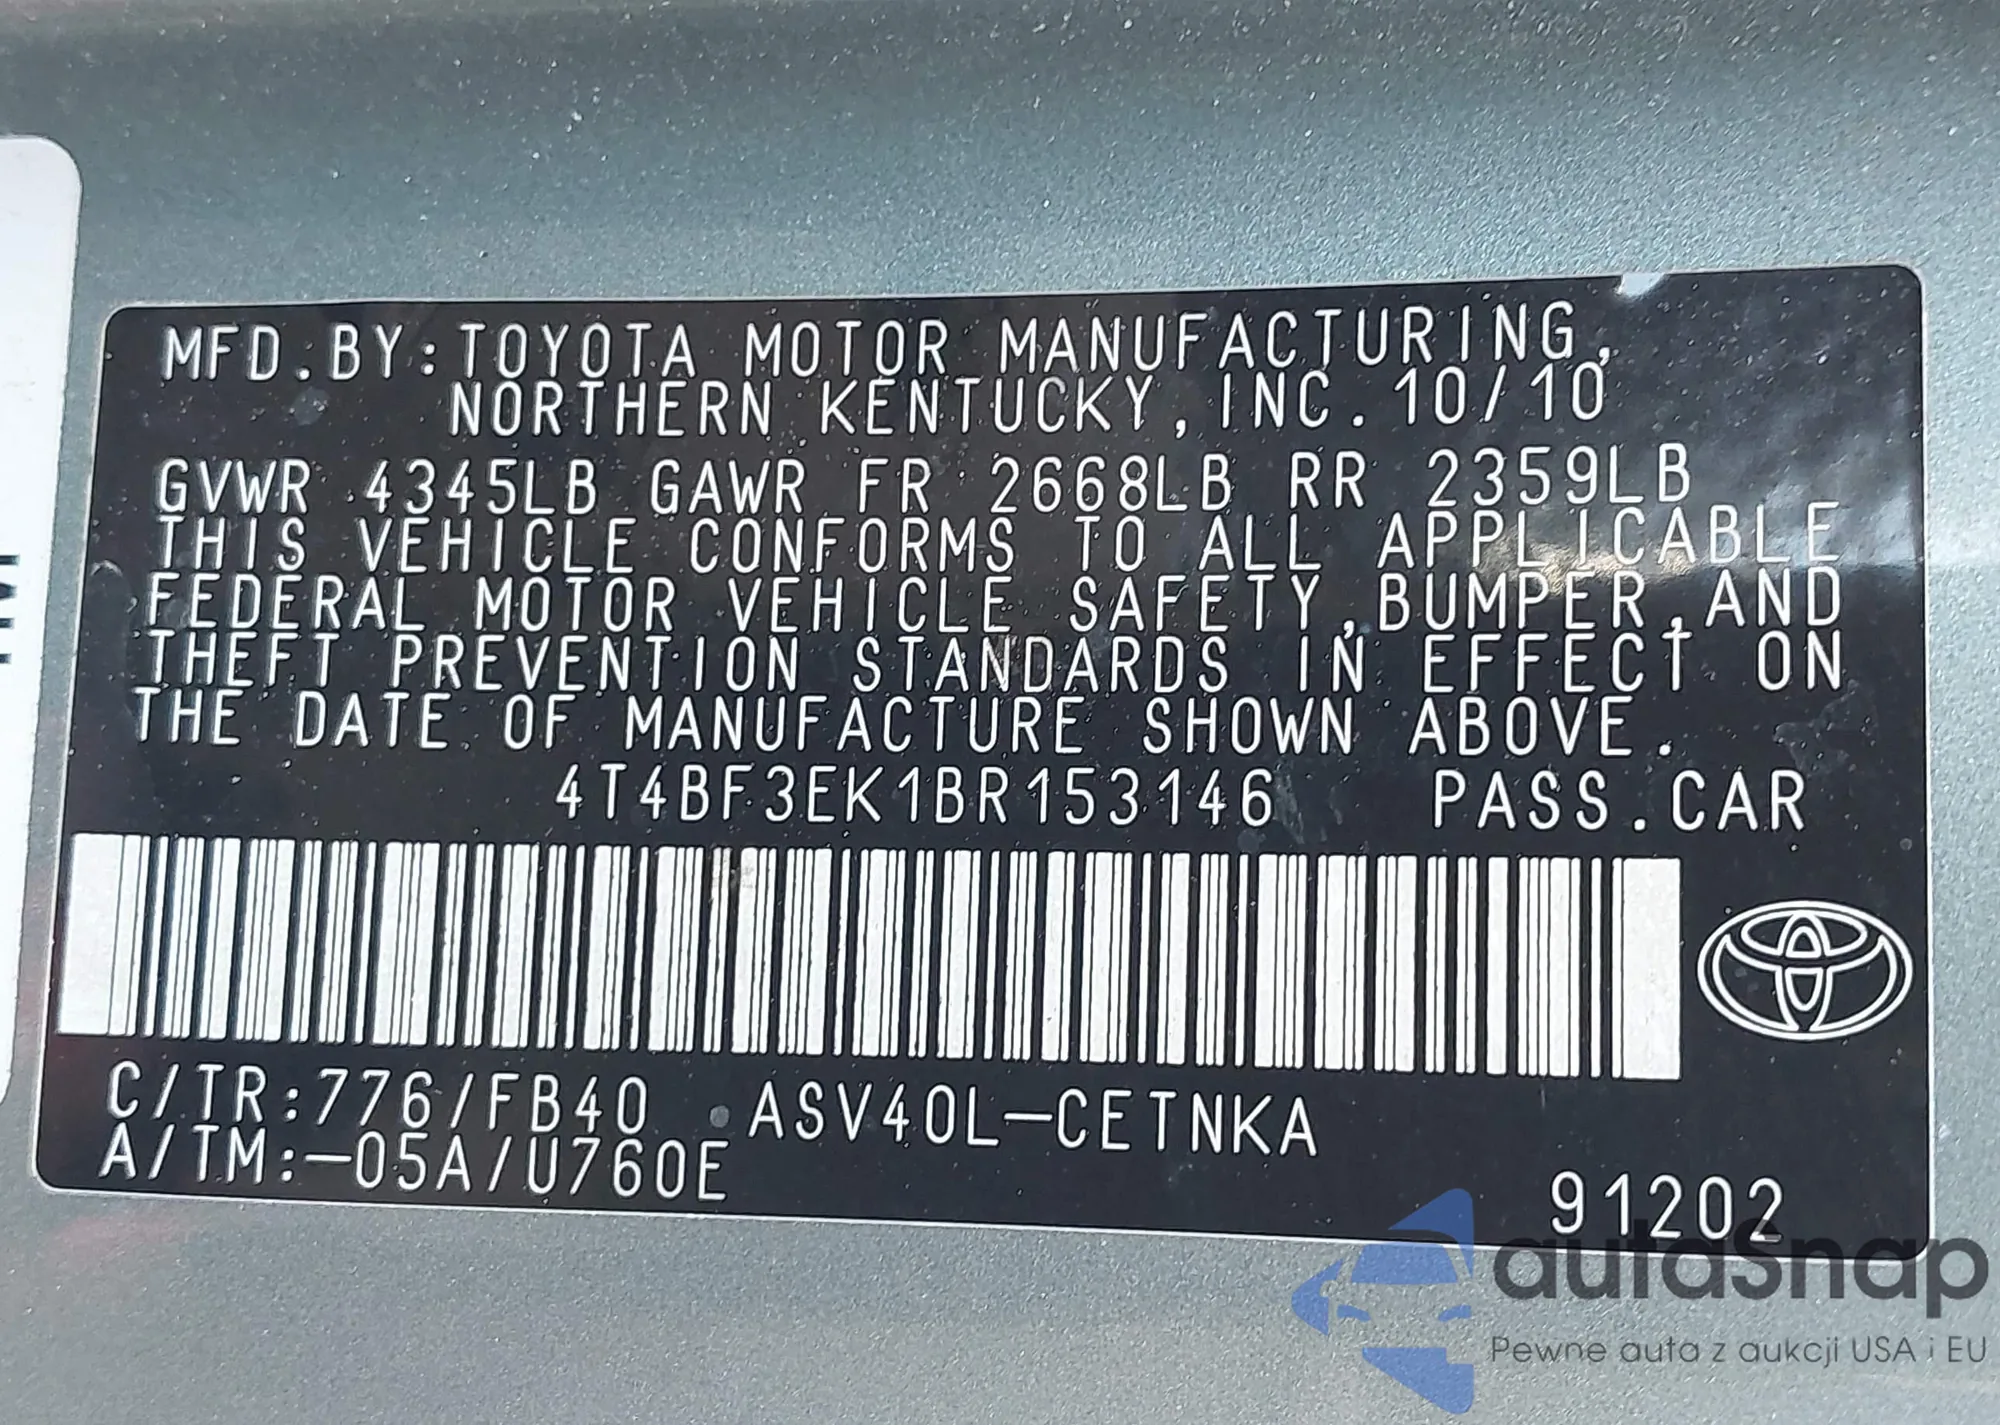 MFD.BY:TOYOTA MOTOR MANUFACTURING,
NORTHERN KENTUCKY,INC.10/10
GVWR 4345LB GAWR FR 2668LB RR 2359LB
THIS VEHICLE CONFORMS TO ALL APPLICABLE
FEDERAL MOTOR VEHICLE SAFETY,BUMPER,AND
THEFT PREVENTION STANDARDS IN EFFECT ON
THE DATE OF MANUFACTURE SHOWN ABOVE.
4T4BF3EK1BR153146 PASS.CAR
C/TR:776/FB40 ASV40L-CETNKA
A/TM:-05A/U760E
91202
autaSnap
Pewne auta z aukcji USA i EU